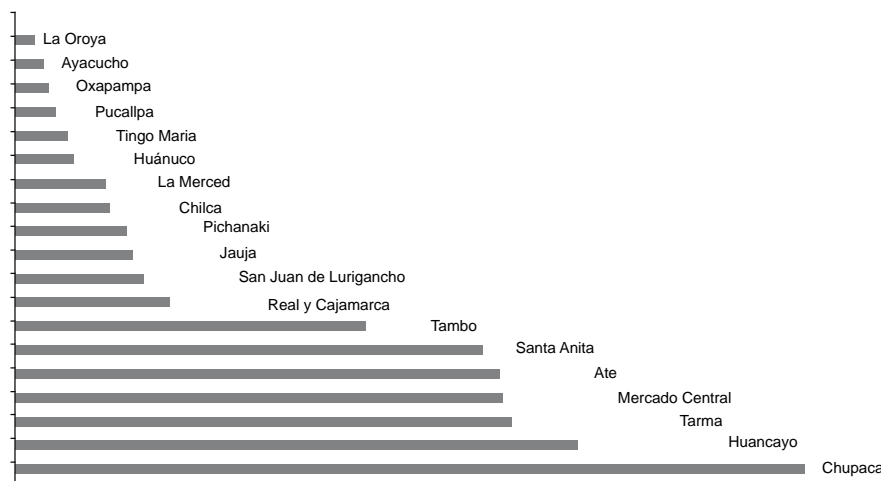 La Oroya
Ayacucho
Oxapampa
Pucallpa
Tingo Maria
Huánuco
La Merced
Chilca
Pichanaki
Jauja
San Juan de Lurigancho
Real y Cajamarca
Tambo
Santa Anita
Ate
Mercado Central
Tarma
Huancayo
Chupaca